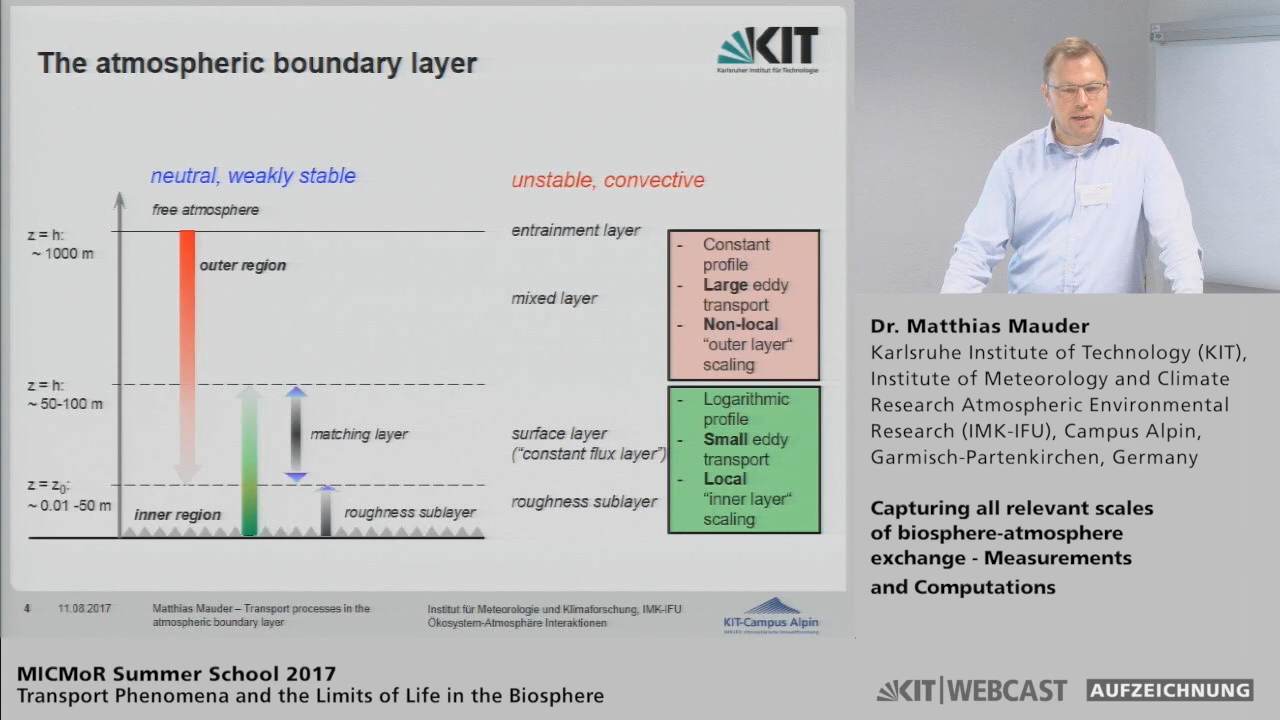 The atmospheric boundary layer
KIT
Karlsruher Institut für Technologie
neutral, weakly stable
unstable, convective
free atmosphere
z = h:
~ 1000 m
outer region
entrainment layer
mixed layer
- Constant
profile
- Large eddy
transport
- Non-local
“outer layer“
scaling
z = h:
~ 50-100 m
matching layer
surface layer
(“constant flux layer”)
- Logarithmic
profile
- Small eddy
transport
- Local
“inner layer“
scaling
z = z0:
~ 0.01 -50 m
inner region
roughness sublayer
roughness sublayer
4
11.08.2017
Matthias Mauder – Transport processes in the
atmospheric boundary layer
Institut für Meteorologie und Klimaforschung, IMK-IFU
Ökosystem-Atmosphäre Interaktionen
KIT-Campus Alpin
Dr. Matthias Mauder
Karlsruhe Institute of Technology (KIT),
Institute of Meteorology and Climate
Research Atmospheric Environmental
Research (IMK-IFU), Campus Alpin,
Garmisch-Partenkirchen, Germany
Capturing all relevant scales
of biosphere-atmosphere
exchange - Measurements
and Computations
MICMoR Summer School 2017
Transport Phenomena and the Limits of Life in the Biosphere
KIT|WEBCAST
AUFZEICHNUNG